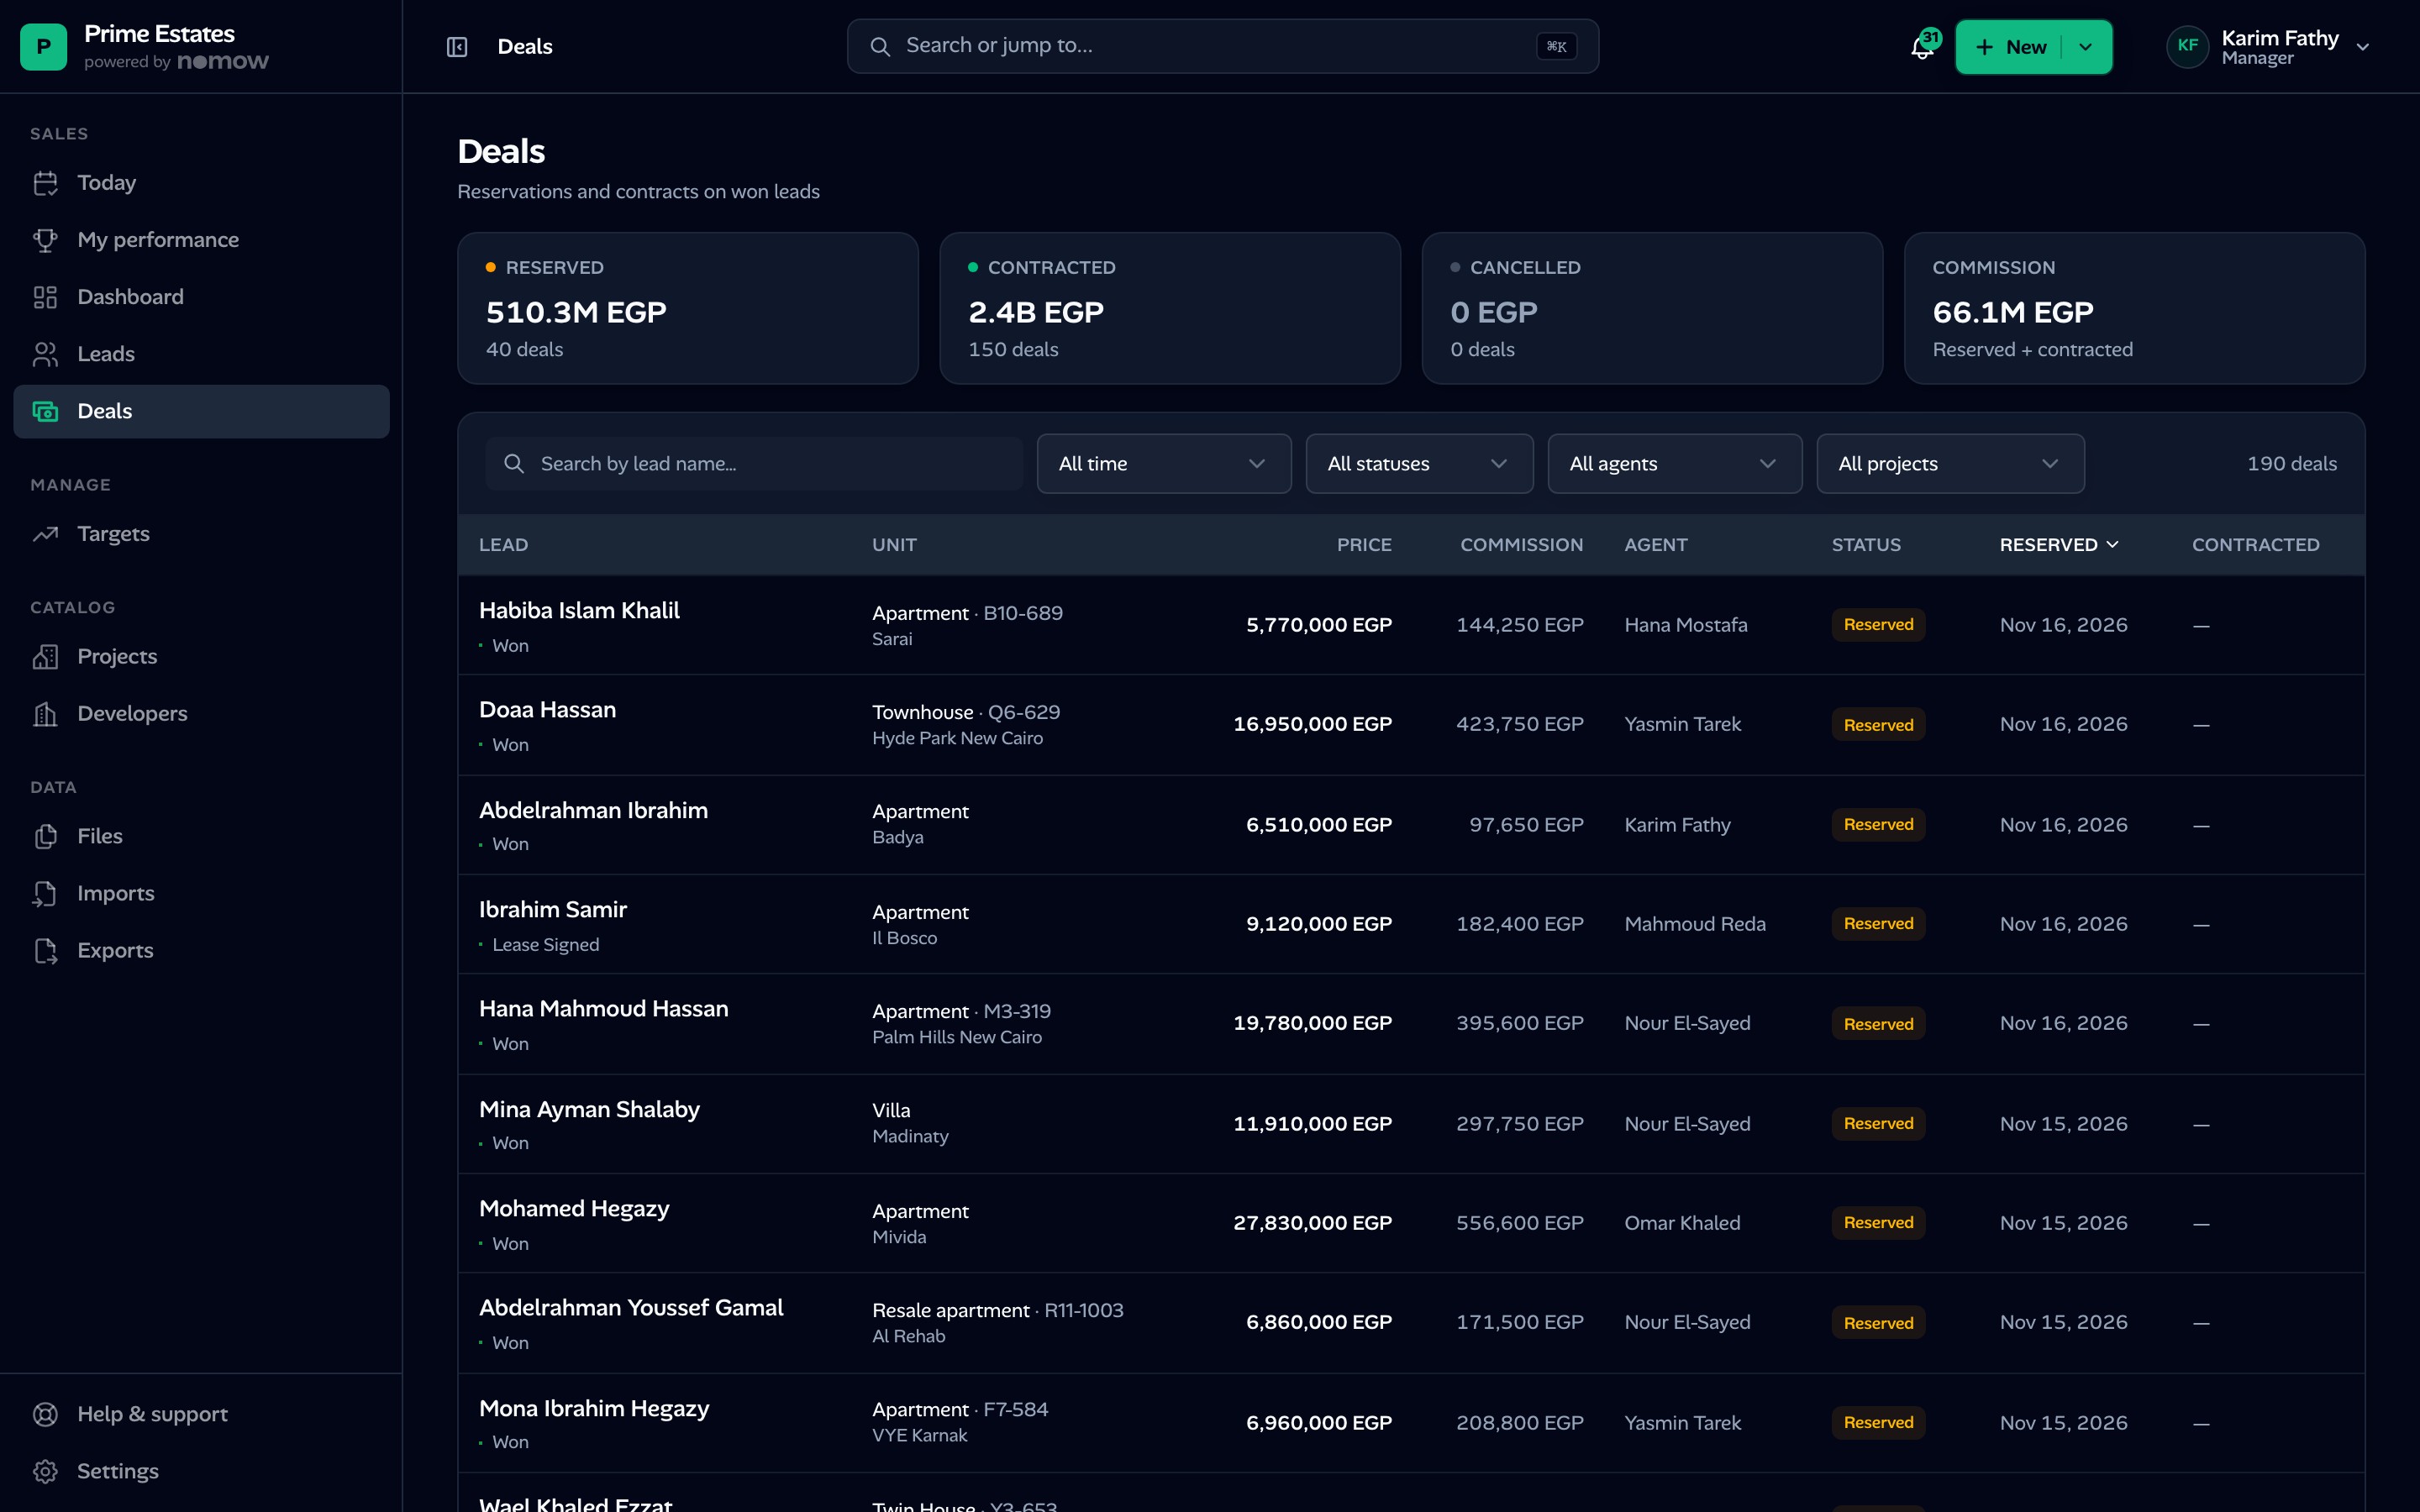 P
Prime Estates
powered by nomow
Deals
Search or jump to...
⌘K
31
New
KF
Karim Fathy
Manager
SALES
Today
My performance
Dashboard
Leads
Deals
MANAGE
Targets
CATALOG
Projects
Developers
DATA
Files
Imports
Exports
Help & support
Settings
Deals
Reservations and contracts on won leads
RESERVED
510.3M EGP
40 deals
CONTRACTED
2.4B EGP
150 deals
CANCELLED
0 EGP
0 deals
COMMISSION
66.1M EGP
Reserved + contracted
Search by lead name...
All time
All statuses
All agents
All projects
190 deals
LEAD UNIT PRICE COMMISSION AGENT STATUS RESERVED CONTRACTED
Habiba Islam Khalil
Won
Apartment · B10-689
Sarai
5,770,000 EGP 144,250 EGP Hana Mostafa Reserved Nov 16, 2026 —
Doaa Hassan
Won
Townhouse · Q6-629
Hyde Park New Cairo
16,950,000 EGP 423,750 EGP Yasmin Tarek Reserved Nov 16, 2026 —
Abdelrahman Ibrahim
Won
Apartment
Badya
6,510,000 EGP 97,650 EGP Karim Fathy Reserved Nov 16, 2026 —
Ibrahim Samir
Lease Signed
Apartment
Il Bosco
9,120,000 EGP 182,400 EGP Mahmoud Reda Reserved Nov 16, 2026 —
Hana Mahmoud Hassan
Won
Apartment · M3-319
Palm Hills New Cairo
19,780,000 EGP 395,600 EGP Nour El-Sayed Reserved Nov 16, 2026 —
Mina Ayman Shalaby
Won
Villa
Madinaty
11,910,000 EGP 297,750 EGP Nour El-Sayed Reserved Nov 15, 2026 —
Mohamed Hegazy
Won
Apartment
Mivida
27,830,000 EGP 556,600 EGP Omar Khaled Reserved Nov 15, 2026 —
Abdelrahman Youssef Gamal
Won
Resale apartment · R11-1003
Al Rehab
6,860,000 EGP 171,500 EGP Nour El-Sayed Reserved Nov 15, 2026 —
Mona Ibrahim Hegazy
Won
Apartment · F7-584
VYE Karnak
6,960,000 EGP 208,800 EGP Yasmin Tarek Reserved Nov 15, 2026 —
Wael Khaled Ezzat
Twin House · Y3-653